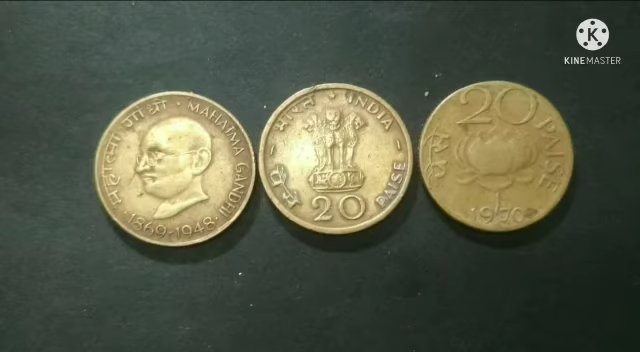 महात्मा गाँधी · MAHATMA GANDHI
· 1869-1948 ·
भारत · INDIA
पैसे 20 PAISE
20
पैसे PAISE
1970
K
KINEMASTER